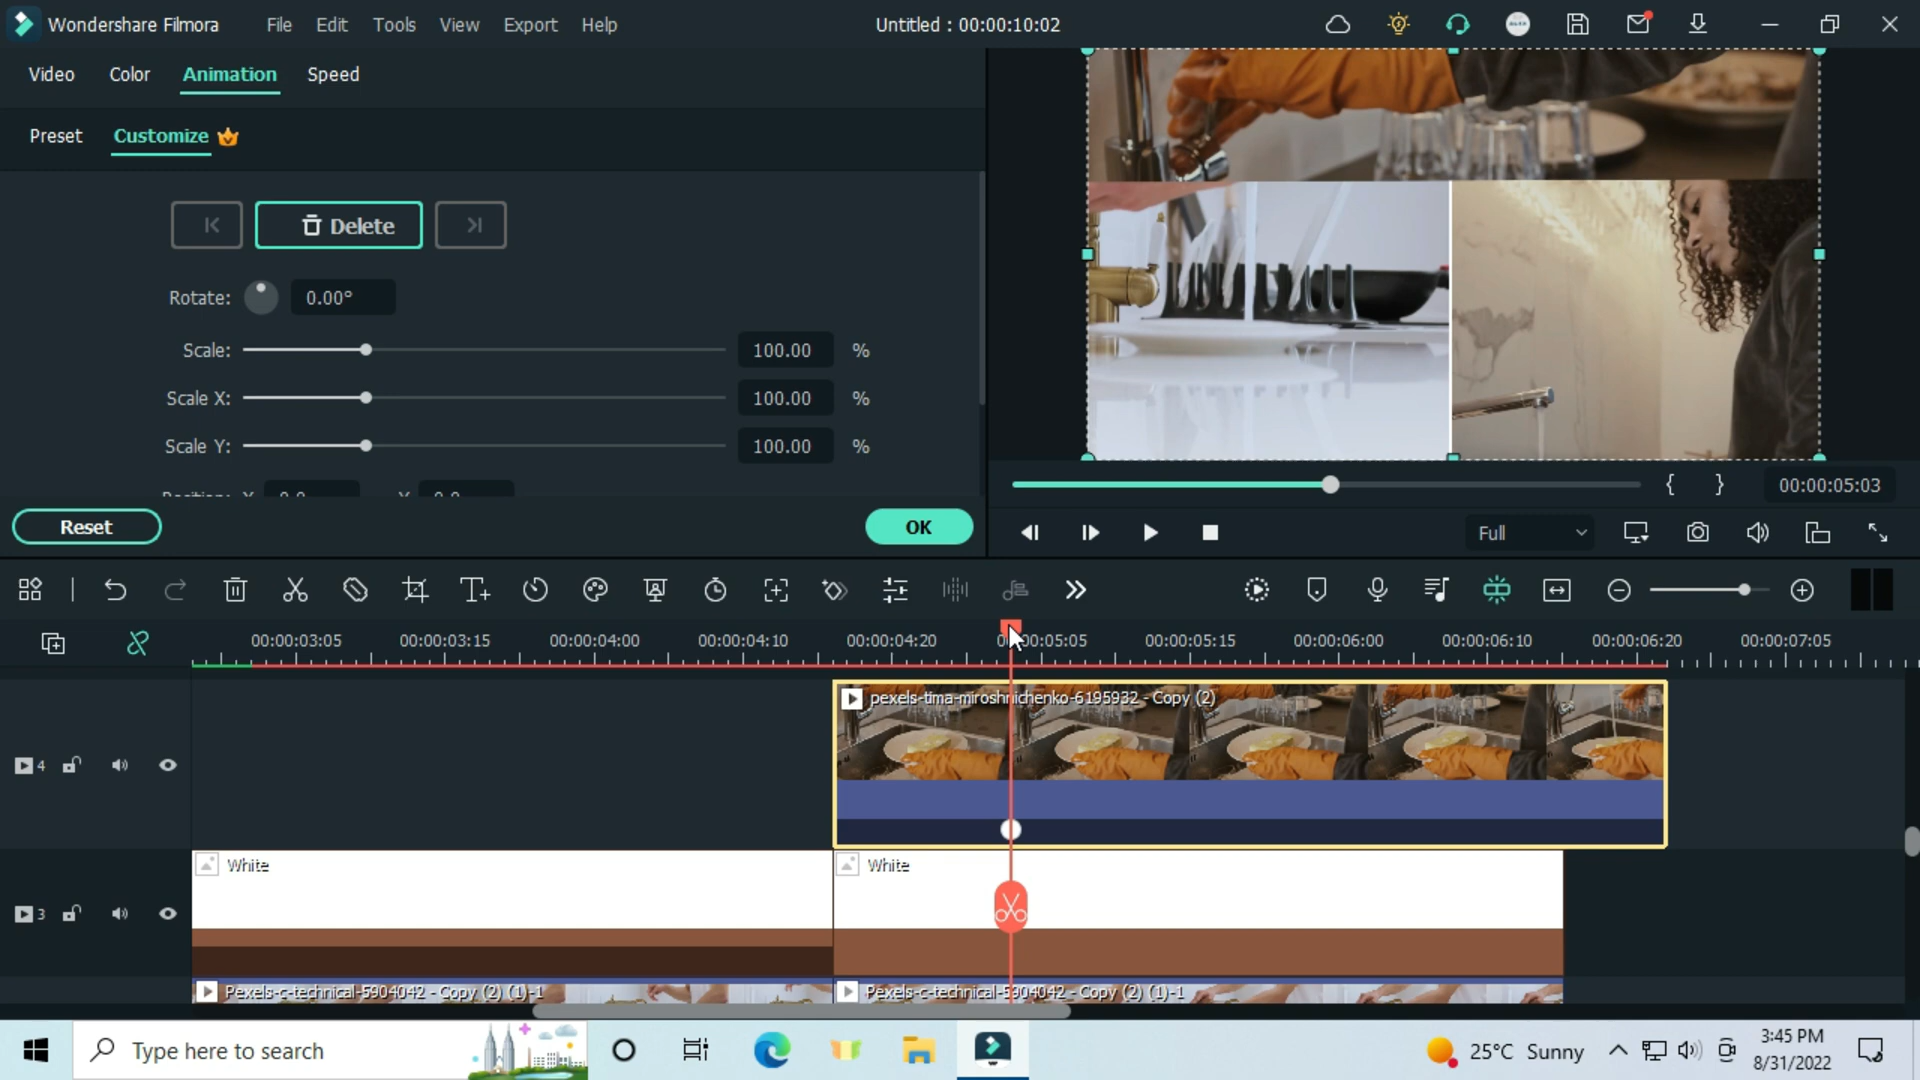 Wondershare Filmora File Edit Tools View Export Help Untitled : 00:00:10:02
Video Color Animation Speed
Preset Customize
Delete
Rotate: 0.00°
Scale: 100.00 %
Scale X: 100.00 %
Scale Y: 100.00 %
Reset OK
{ } 00:00:05:03
Full
00:00:03:05 00:00:03:15 00:00:04:00 00:00:04:10 00:00:04:20 00:00:05:05 00:00:05:15 00:00:06:00 00:00:06:10 00:00:06:20 00:00:07:05
pexels-tima-miroshnichenko-6195932 - Copy (2)
4
White White
3
Pexels-c-technical-5904042 - Copy (2) (1)-1 Pexels-c-technical-5904042 - Copy (2) (1)-1
Type here to search 25°C Sunny 3:45 PM
8/31/2022